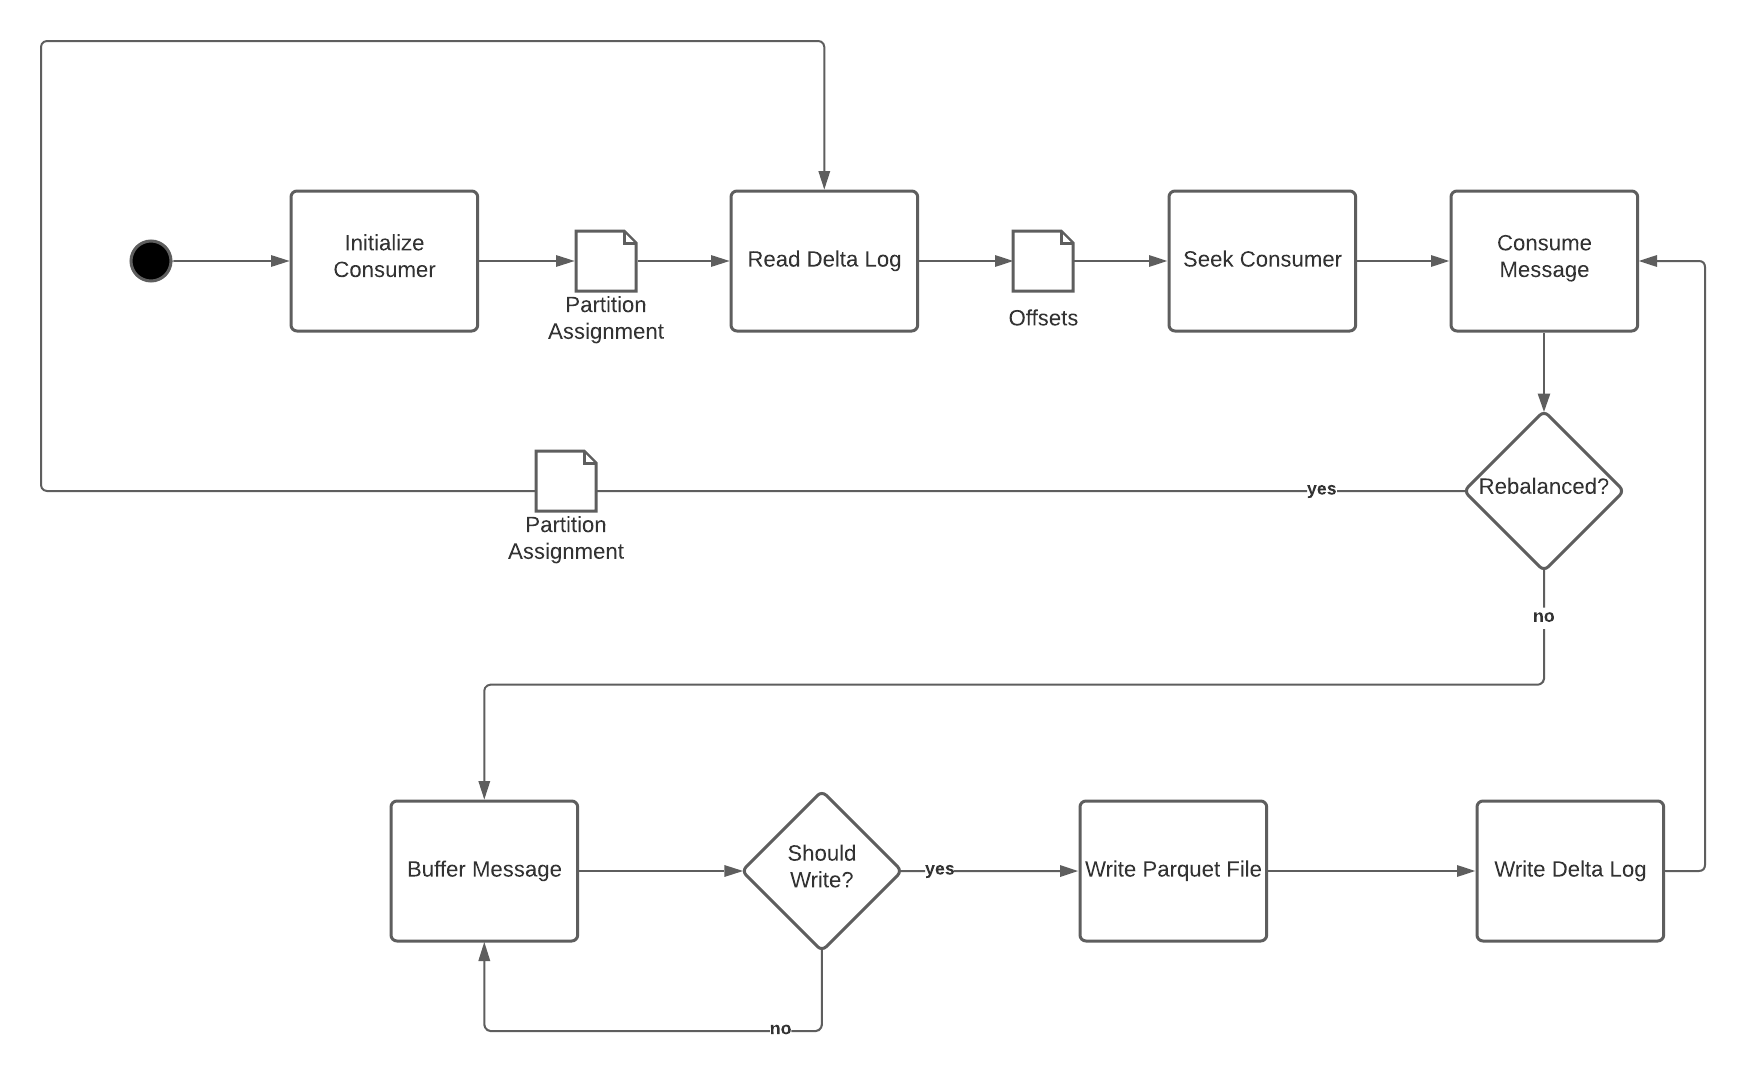 Initialize
Consumer
Partition
Assignment
Read Delta Log
Offsets
Seek Consumer
Consume
Message
Rebalanced?
yes
Partition
Assignment
no
Buffer Message
Should
Write?
yes
Write Parquet File
Write Delta Log
no